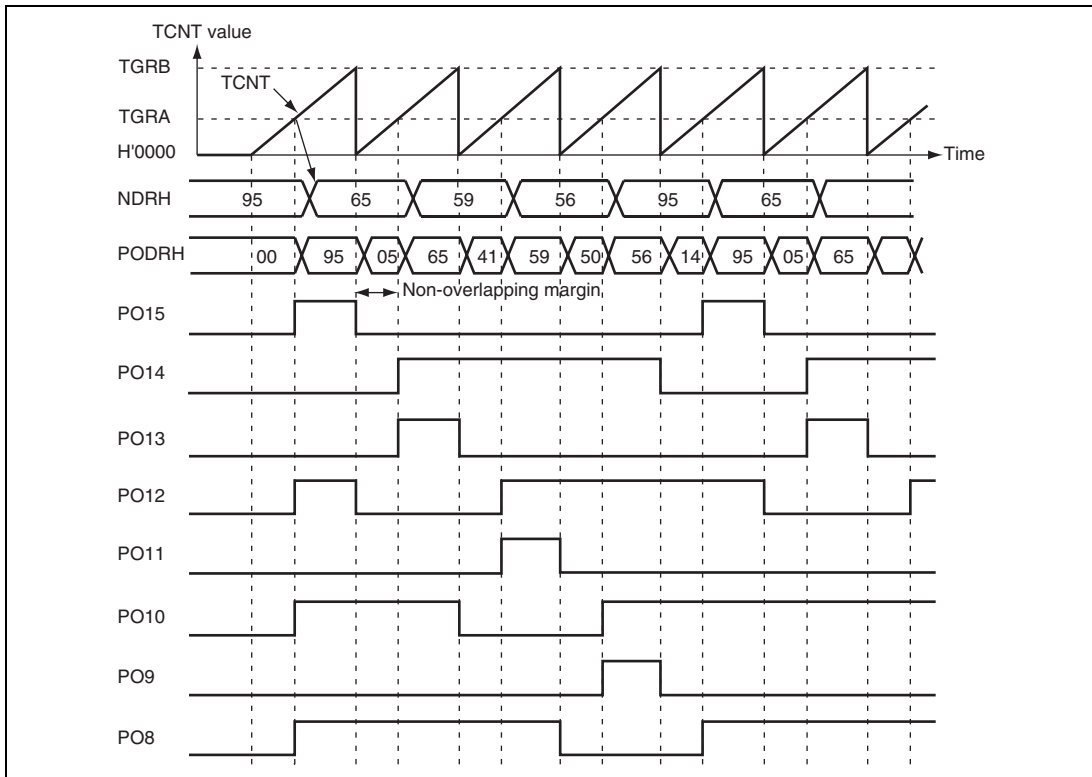 TCNT value
TGRB
TCNT
TGRA
H'0000
Time
NDRH 95 65 59 56 95 65
PODRH 00 95 05 65 41 59 50 56 14 95 05 65
Non-overlapping margin
PO15
PO14
PO13
PO12
PO11
PO10
PO9
PO8